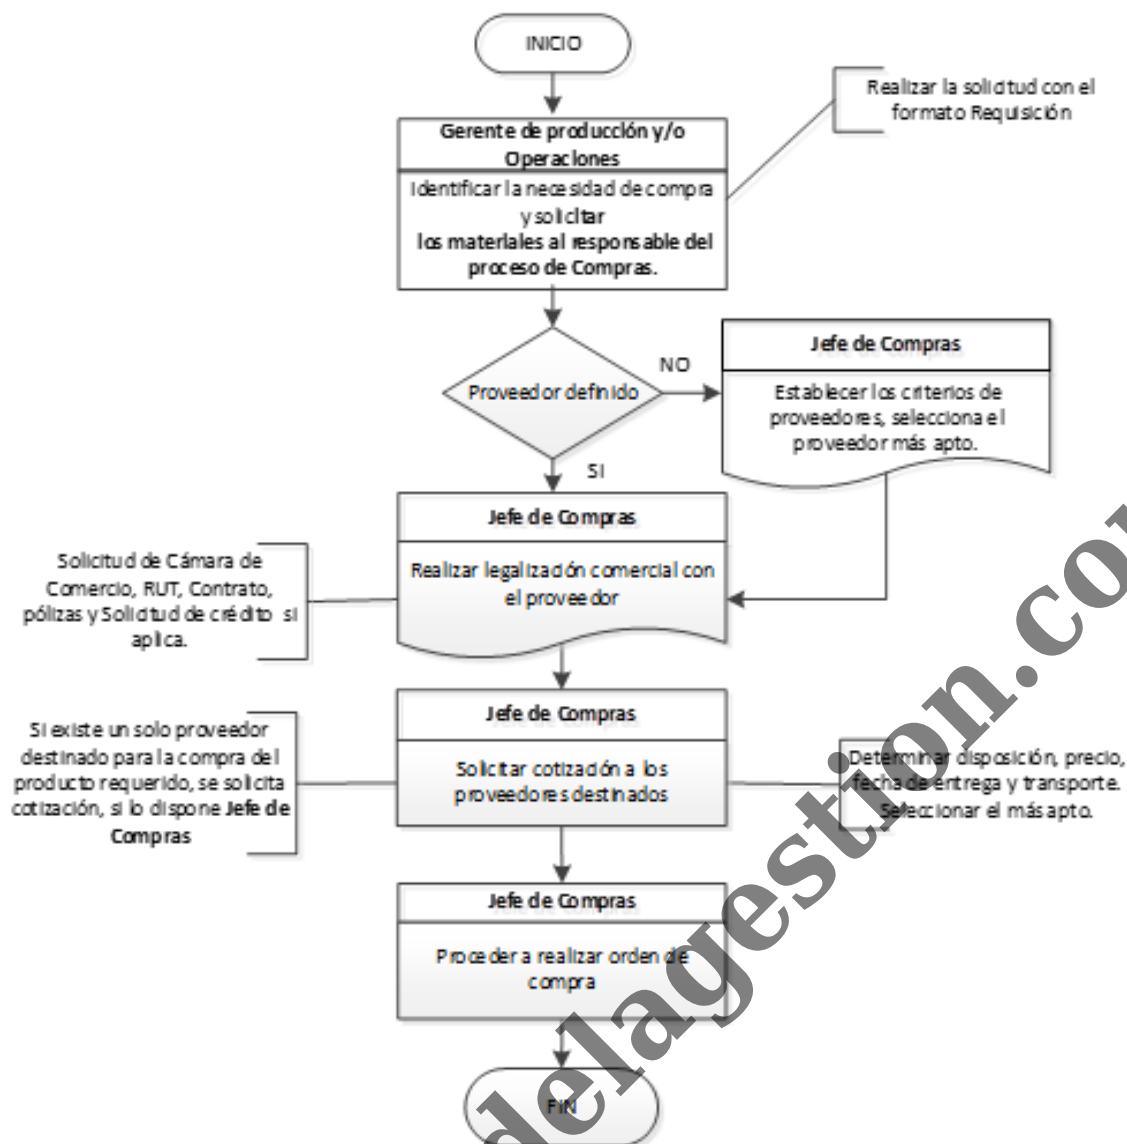 INICIO
Realizar la solicitud con el
formato Requisición
Gerente de producción y/o
Operaciones
Identificar la necesidad de compra
y solicitar
los materiales al responsable del
proceso de Compras.
Proveedor definido
NO
Jefe de Compras
Establecer los criterios de
proveedores, selecciona el
proveedor más apto.
SI
Jefe de Compras
Realizar legalización comercial con
el proveedor
Solicitud de Cámara de
Comercio, RUT, Contrato,
pólizas y Solicitud de crédito si
aplica.
Jefe de Compras
Solicitar cotización a los
proveedores destinados
Si existe un solo proveedor
destinado para la compra del
producto requerido, se solicita
cotización, si lo dispone Jefe de
Compras
Determinar disposición, precio,
fecha de entrega y transporte.
Seleccionar el más apto.
Jefe de Compras
Proceder a realizar orden de
compra
FIN
delagestion.co